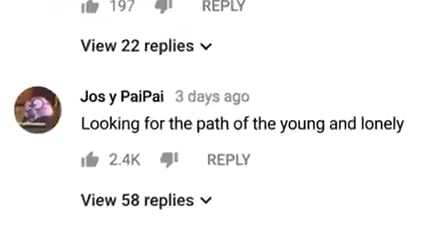 197 REPLY
View 22 replies
Jos y PaiPai 3 days ago
Looking for the path of the young and lonely
2.4K REPLY
View 58 replies